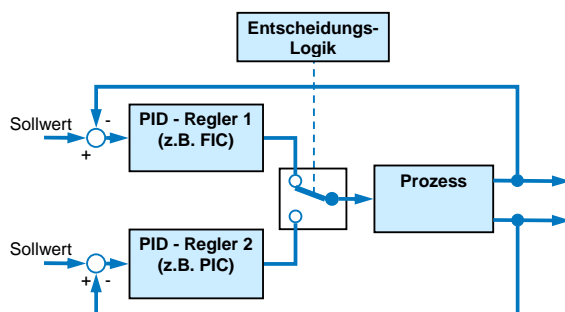 Entscheidungs-
Logik
Sollwert
-
+
PID - Regler 1
(z.B. FIC)
Prozess
Sollwert
+
-
PID - Regler 2
(z.B. PIC)